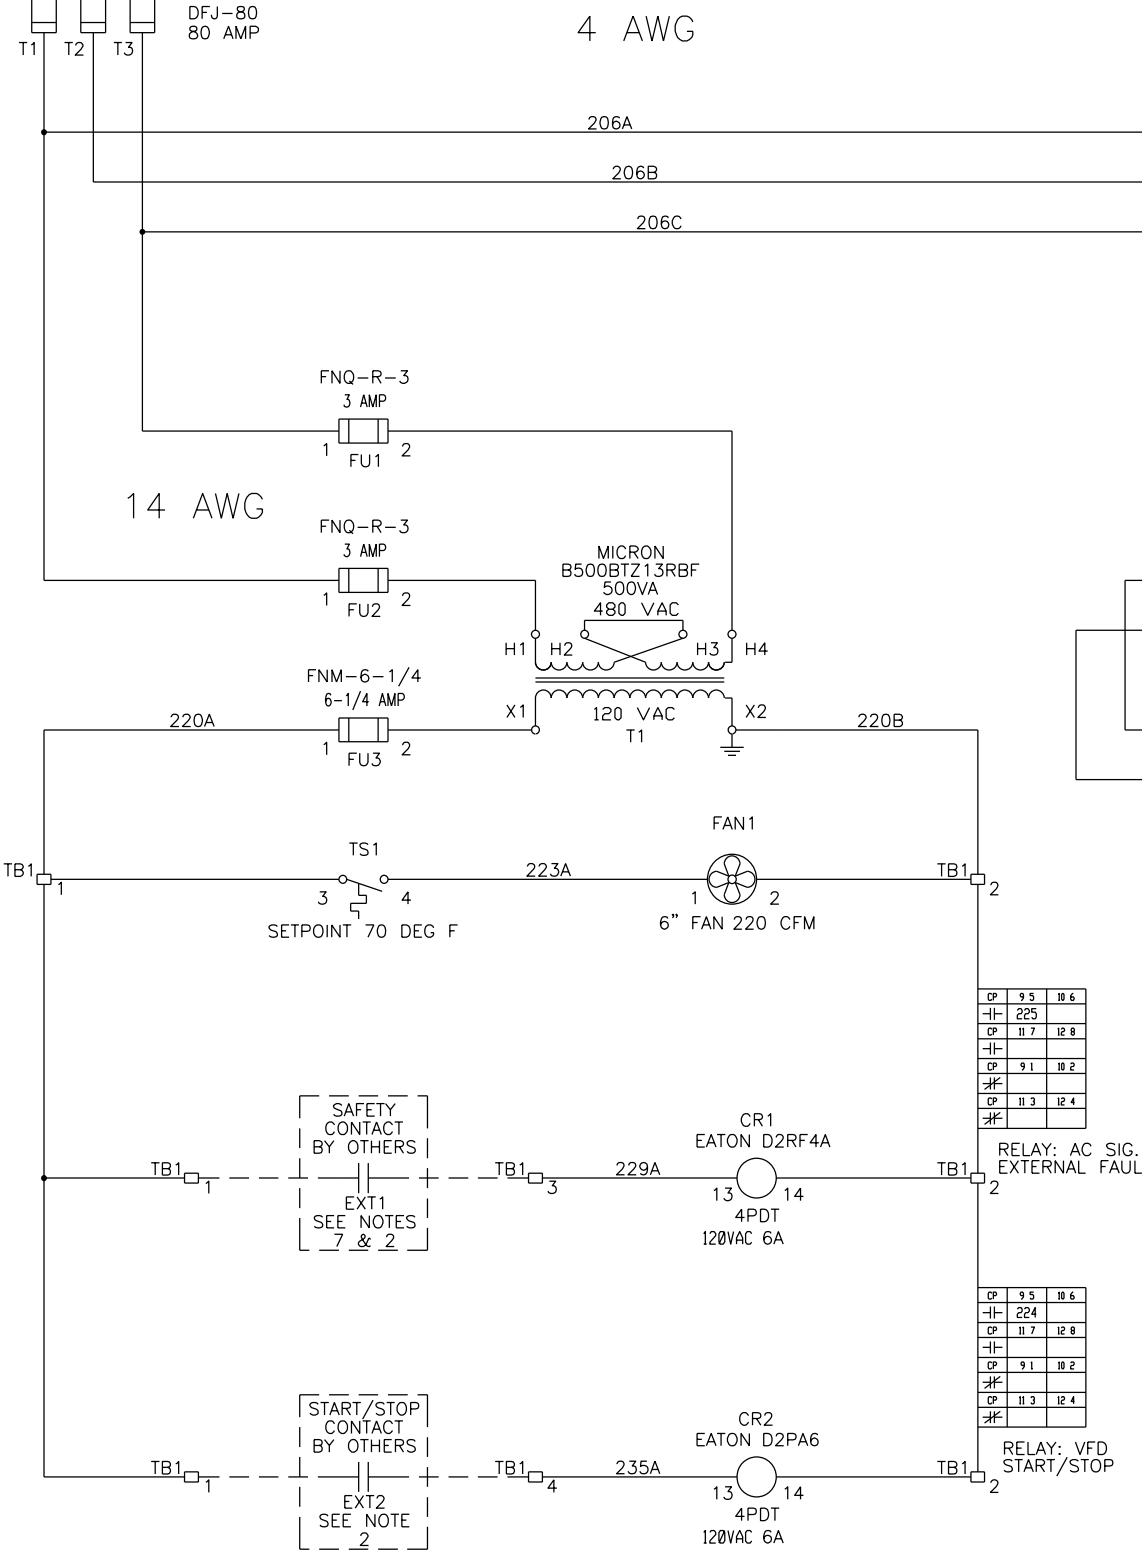 DFJ-80
80 AMP
4 AWG
T1
T2
T3
206A
206B
206C
FNQ-R-3
3 AMP
1
2
FU1
14 AWG
FNQ-R-3
3 AMP
1
2
FU2
MICRON
B500BTZ13RBF
500VA
480 VAC
H1
H2
H3
H4
FNM-6-1/4
6-1/4 AMP
220A
1
2
FU3
X1
120 VAC
X2
T1
220B
FAN1
TS1
TB1
1
3
4
223A
1
2
TB1
2
SETPOINT 70 DEG F
6" FAN 220 CFM
CP 9 5 10 6
225
CP 11 7 12 8
CP 9 1 10 2
CP 11 3 12 4
SAFETY
CONTACT
BY OTHERS
CR1
EATON D2RF4A
RELAY: AC SIG.
EXTERNAL FAUL
TB1
1
TB1
3
229A
13
14
TB1
2
EXT1
SEE NOTES
7 & 2
4PDT
120VAC 6A
CP 9 5 10 6
224
CP 11 7 12 8
CP 9 1 10 2
CP 11 3 12 4
START/STOP
CONTACT
BY OTHERS
CR2
EATON D2PA6
RELAY: VFD
START/STOP
TB1
1
TB1
4
235A
13
14
TB1
2
EXT2
SEE NOTE
2
4PDT
120VAC 6A